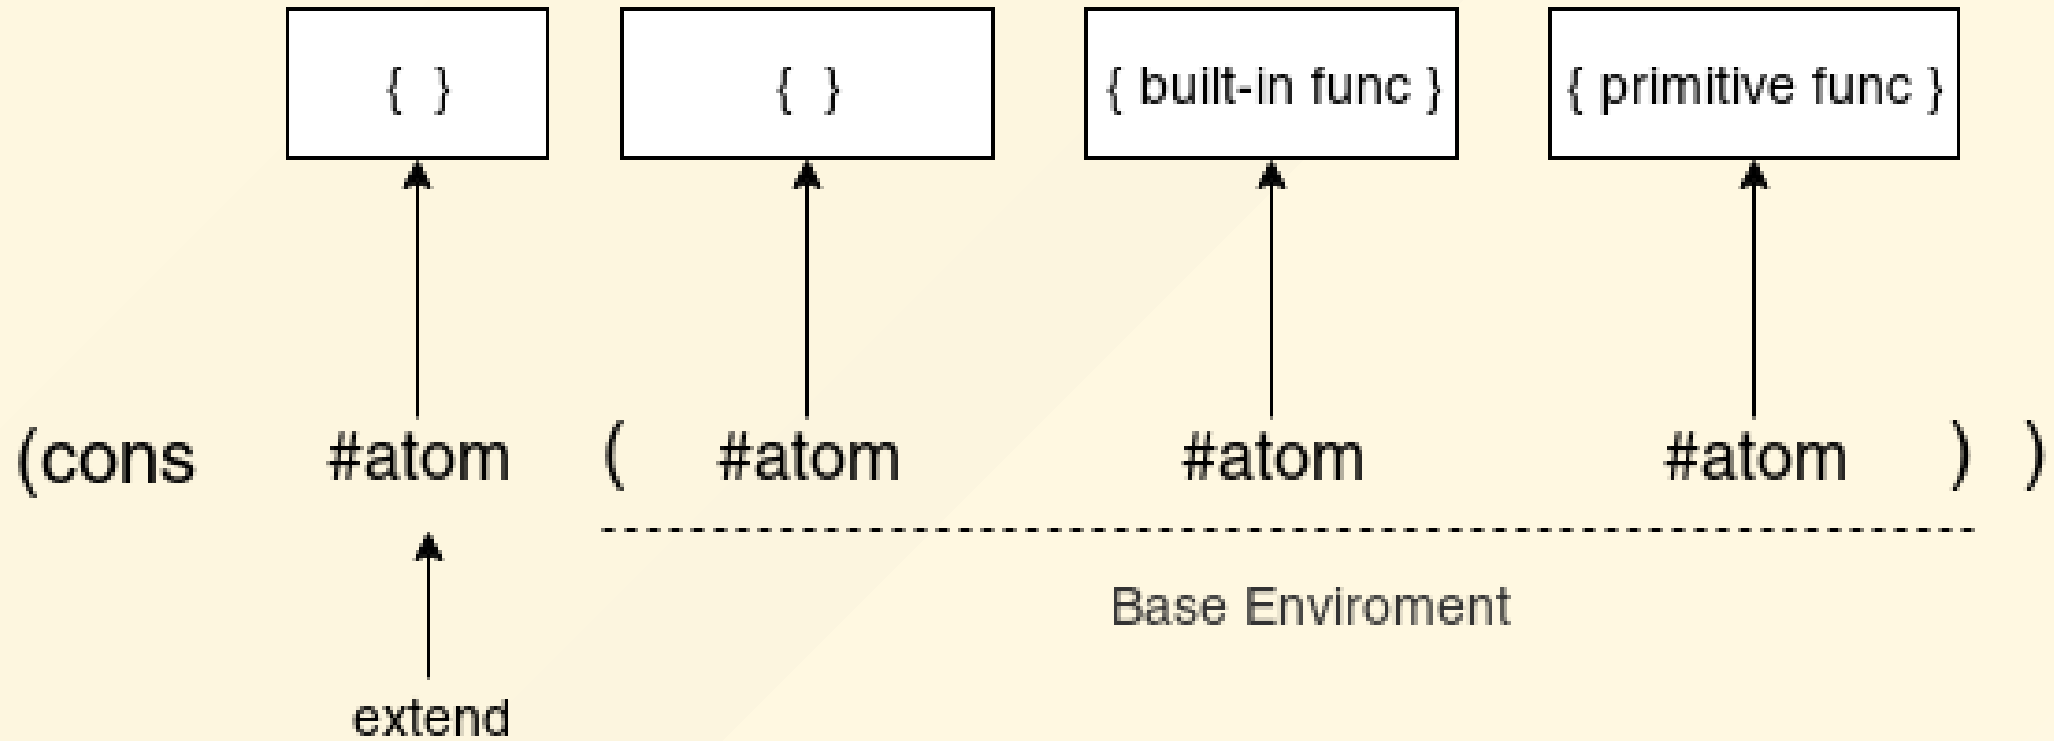 { } { } { built-in func } { primitive func }
(cons #atom ( #atom #atom #atom ) )
Base Enviroment
extend